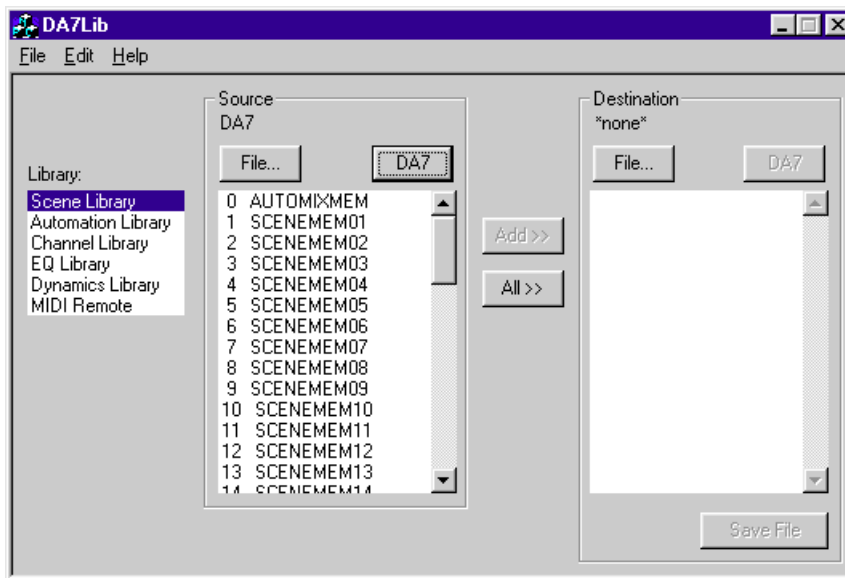 DA7Lib
File Edit Help
Library:
Scene Library
Automation Library
Channel Library
EQ Library
Dynamics Library
MIDI Remote
Source
DA7
File... DA7
0 AUTOMIXMEM
1 SCENEMEM01
2 SCENEMEM02
3 SCENEMEM03
4 SCENEMEM04
5 SCENEMEM05
6 SCENEMEM06
7 SCENEMEM07
8 SCENEMEM08
9 SCENEMEM09
10 SCENEMEM10
11 SCENEMEM11
12 SCENEMEM12
13 SCENEMEM13
14 SCENEMEM14
Add >>
All >>
Destination
*none*
File... DA7
Save File